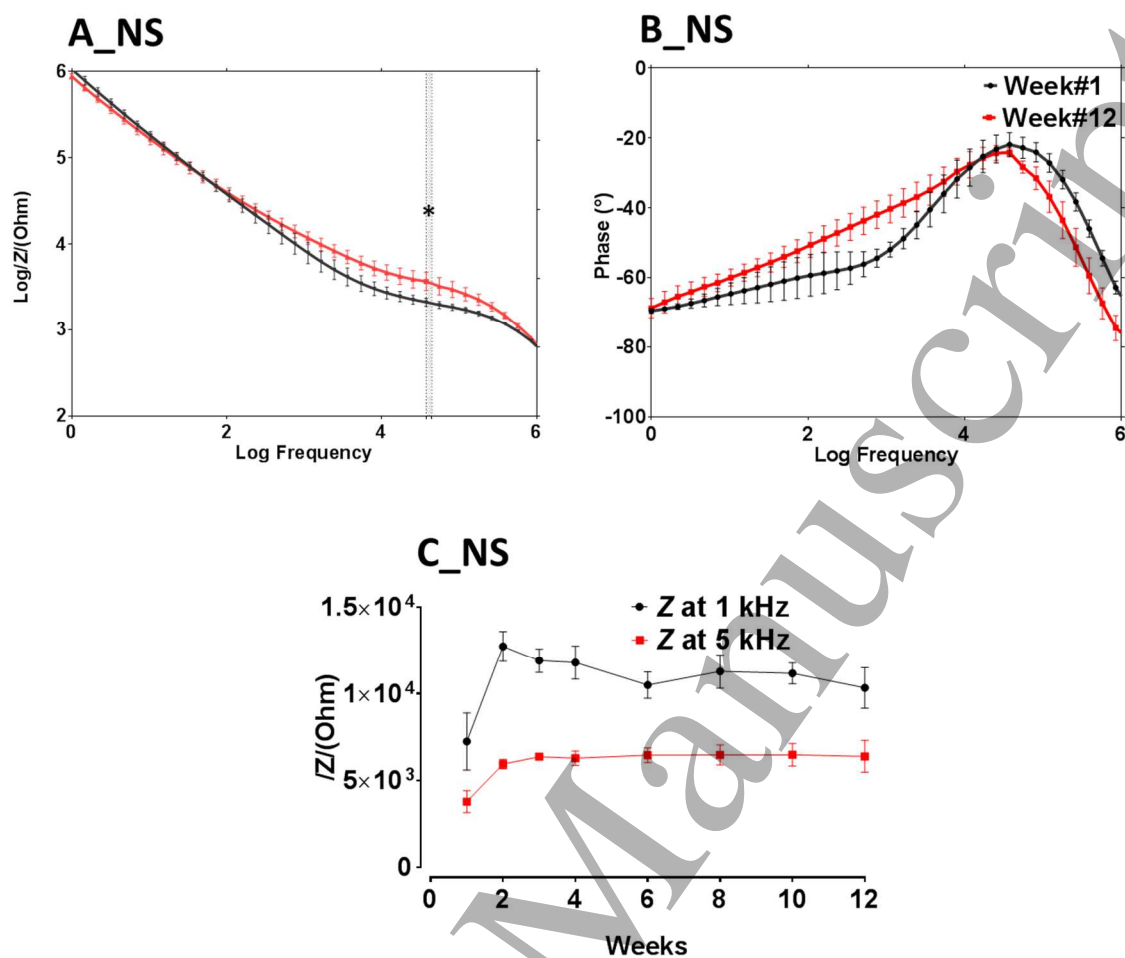 A_NS
B_NS
6
5
4
3
2
Log/Z/(Ohm)
*
0
2
4
6
Log Frequency
0
-20
-40
-60
-80
-100
Phase (°)
Week#1
Week#12
0
2
4
6
Log Frequency
C_NS
1.5×10⁴
1×10⁴
5×10³
0
/Z/(Ohm)
Z at 1 kHz
Z at 5 kHz
0
2
4
6
8
10
12
Weeks
Manuscrip